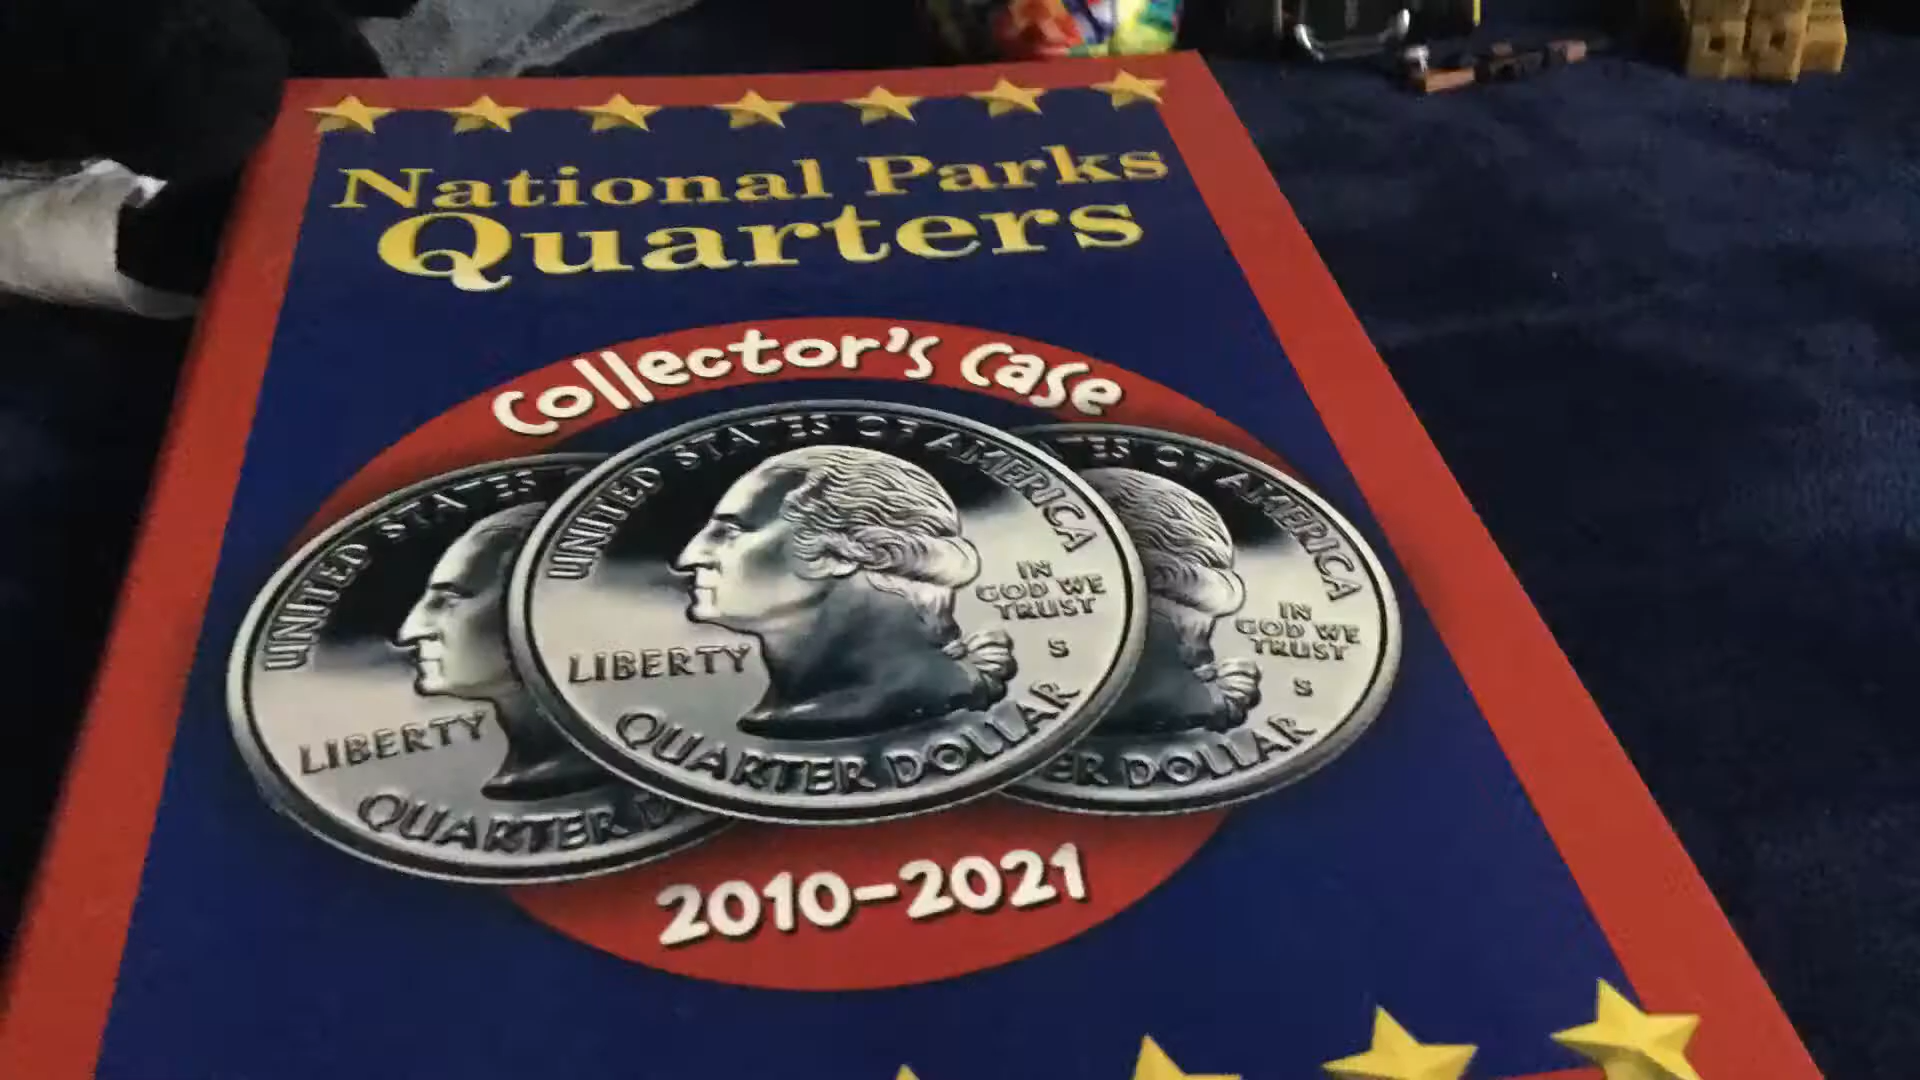 National Parks
Quarters
Collector's Case
UNITED STATES
LIBERTY
QUARTER D
UNITED STATES OF AMERICA
IN
GOD WE
TRUST
S
LIBERTY
QUARTER DOLLAR
TES OF AMERICA
IN
GOD WE
TRUST
S
ER DOLLAR
2010-2021